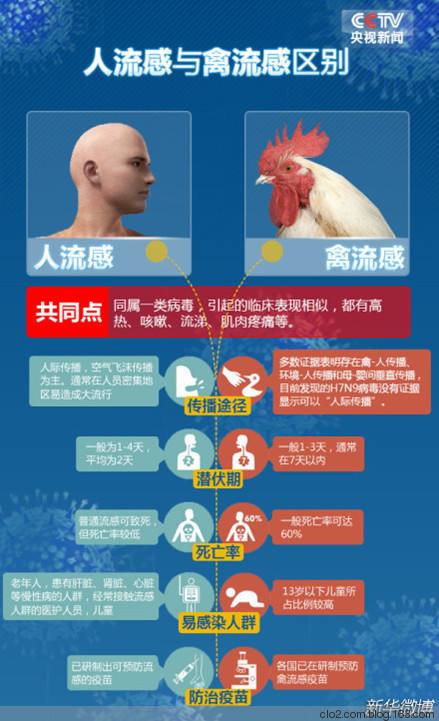 CCTV
央视新闻
人流感与禽流感区别
人流感
禽流感
共同点
同属一类病毒，引起的临床表现相似，都有高
热、咳嗽、流涕、肌肉疼痛等。
人际传播，空气飞沫传播
为主。通常在人员密集地
区易造成大流行
多数证据表明存在禽-人传播、
环境-人传播和母-婴间垂直传播，
目前发现的H7N9病毒没有证据
显示可以“人际传播”。
传播途径
一般为1-4天，
平均为2天
2
7
一般1-3天，通常
在7天以内
潜伏期
普通流感可致死，
但死亡率较低
60%
一般死亡率可达
60%
死亡率
老年人，患有肝脏、肾脏、心脏
等慢性病的人群，经常接触流感
人群的医护人员，儿童
13岁以下儿童所
占比例较高
易感染人群
已研制出可预防流
感的疫苗
各国已在研制预防
禽流感疫苗
防治疫苗
新华微博
clo2.com.blog.168.com